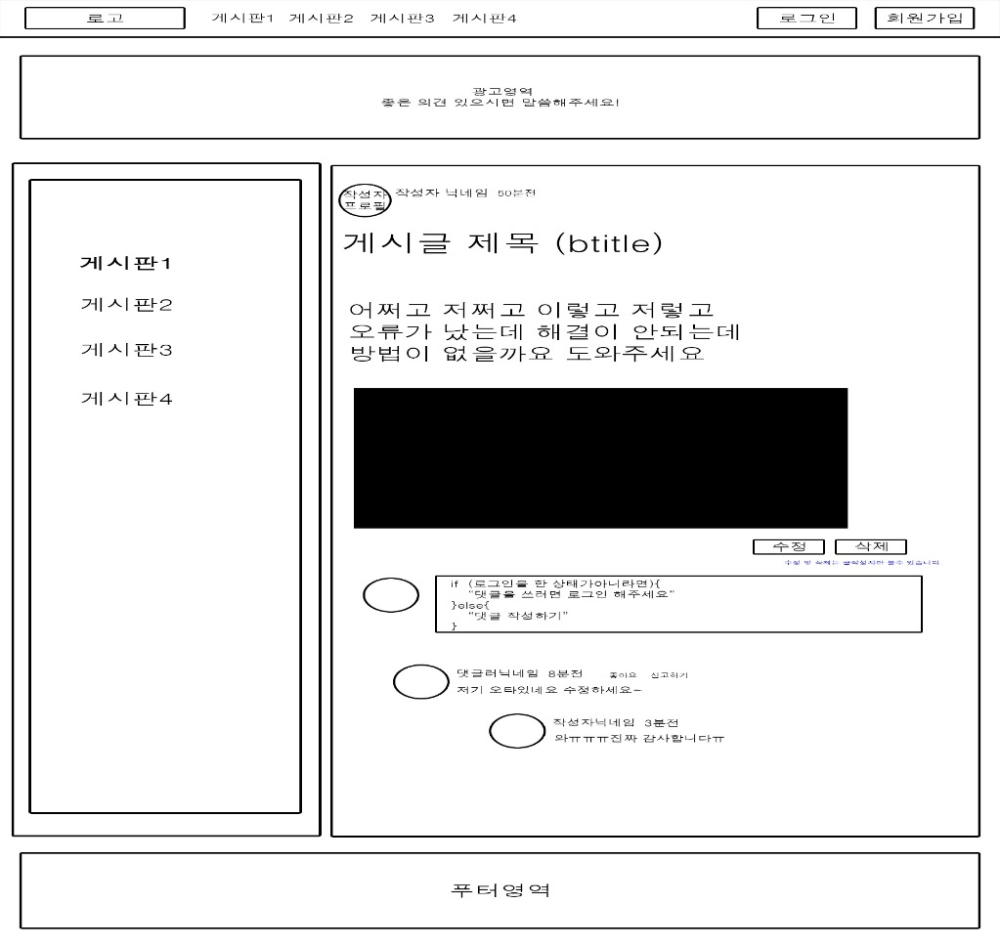 로고
게시판1 게시판2 게시판3 게시판4
로그인
회원가입
광고영역
좋은 의견 있으시면 말씀해주세요!
게시판1
게시판2
게시판3
게시판4
작성자
프로필
작성자 닉네임 50분전
게시글 제목 (btitle)
어쩌고 저쩌고 이렇고 저렇고
오류가 났는데 해결이 안되는데
방법이 없을까요 도와주세요
수정
삭제
수정 및 삭제는 글작성자만 볼수 있습니다.
if (로그인을 한 상태가아니라면){
"댓글을 쓰러면 로그인 해주세요"
}else{
"댓글 작성하기"
}
댓글러닉네임 8분전 좋아요 신고하기
저기 오타있네요 수정하세요~
작성자닉네임 3분전
와ㅠㅠㅠ진짜 감사합니다ㅠ
푸터영역